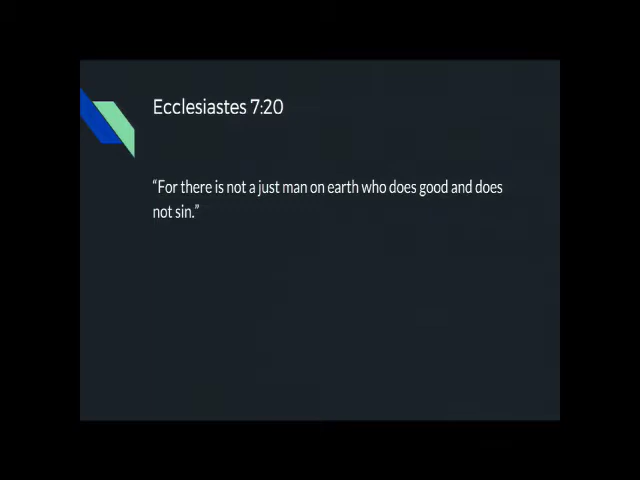 Ecclesiastes 7:20
“For there is not a just man on earth who does good and does
not sin.”